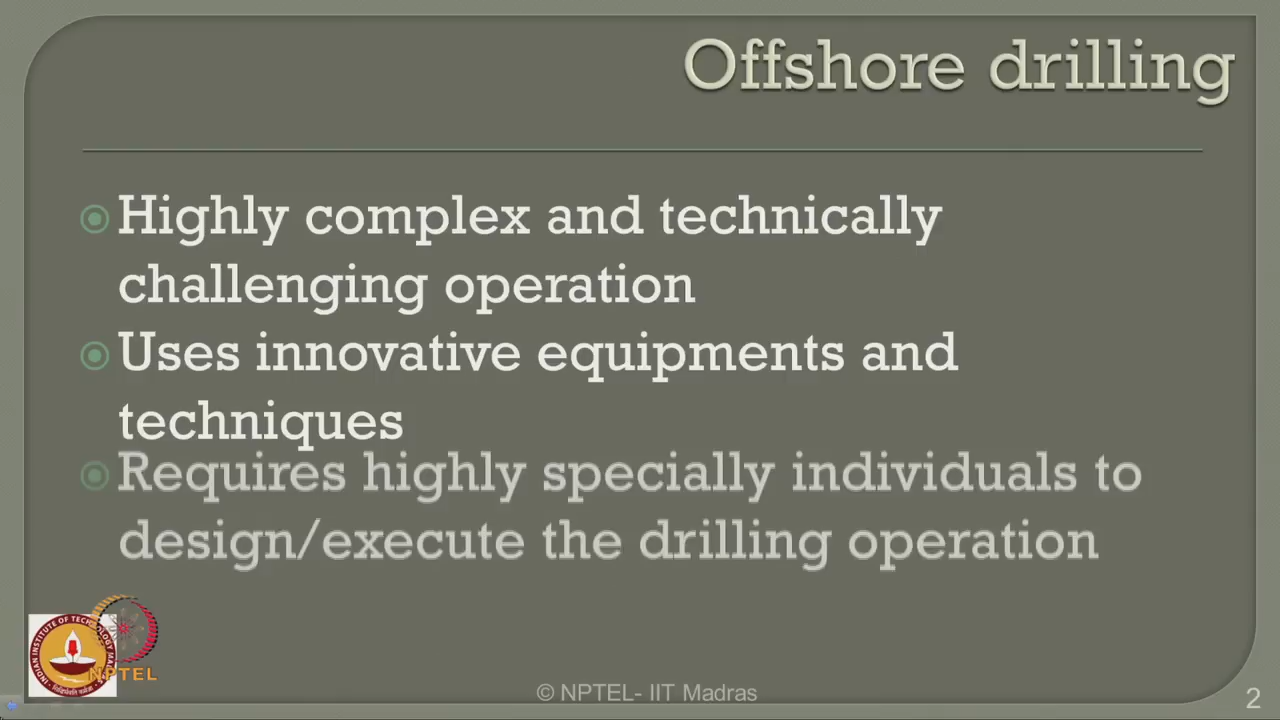 Offshore drilling
Highly complex and technically
challenging operation
Uses innovative equipments and
techniques
Requires highly specially individuals to
design/execute the drilling operation
NPTEL
© NPTEL- IIT Madras
2